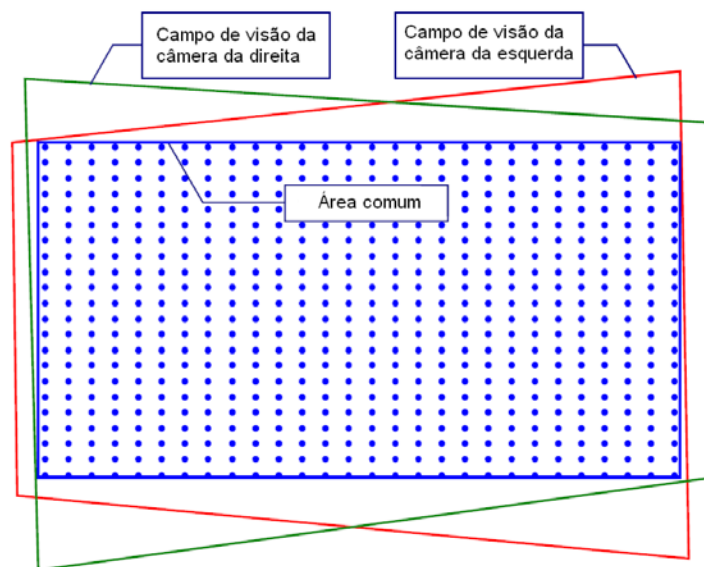 Campo de visão da
câmera da direita
Campo de visão da
câmera da esquerda
Área comum